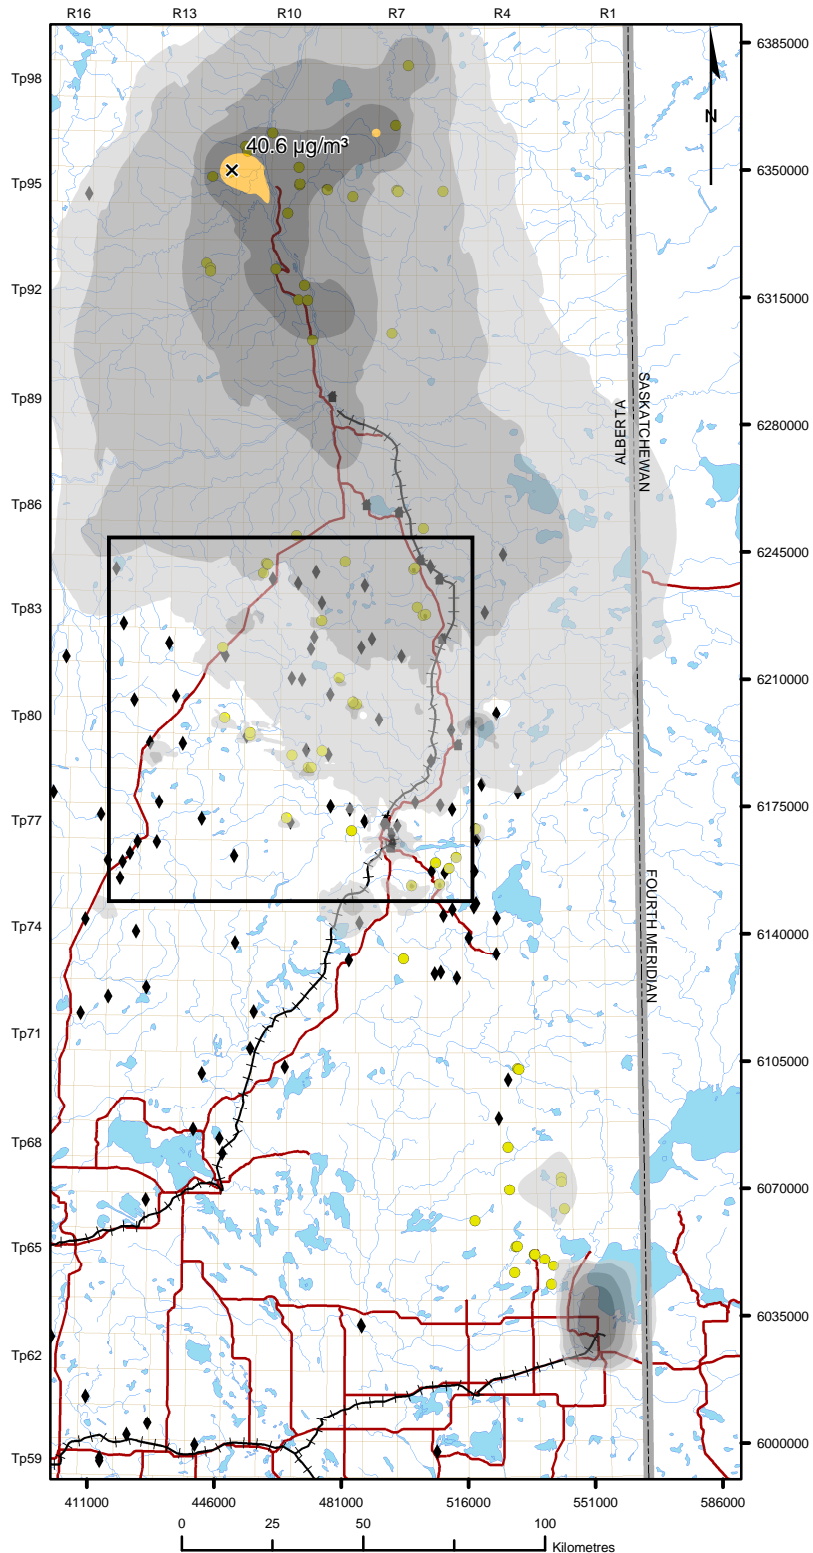 R16 R13 R10 R7 R4 R1
6385000
Tp98
N
40.6 µg/m³
6350000
Tp95
Tp92
6315000
Tp89
ALBERTA
SASKATCHEWAN
6280000
Tp86
6245000
Tp83
6210000
Tp80
6175000
Tp77
FOURTH MERIDIAN
Tp74
6140000
Tp71
6105000
Tp68
6070000
Tp65
6035000
Tp62
6000000
Tp59
411000 446000 481000 516000 551000 586000
0 25 50 100
Kilometres